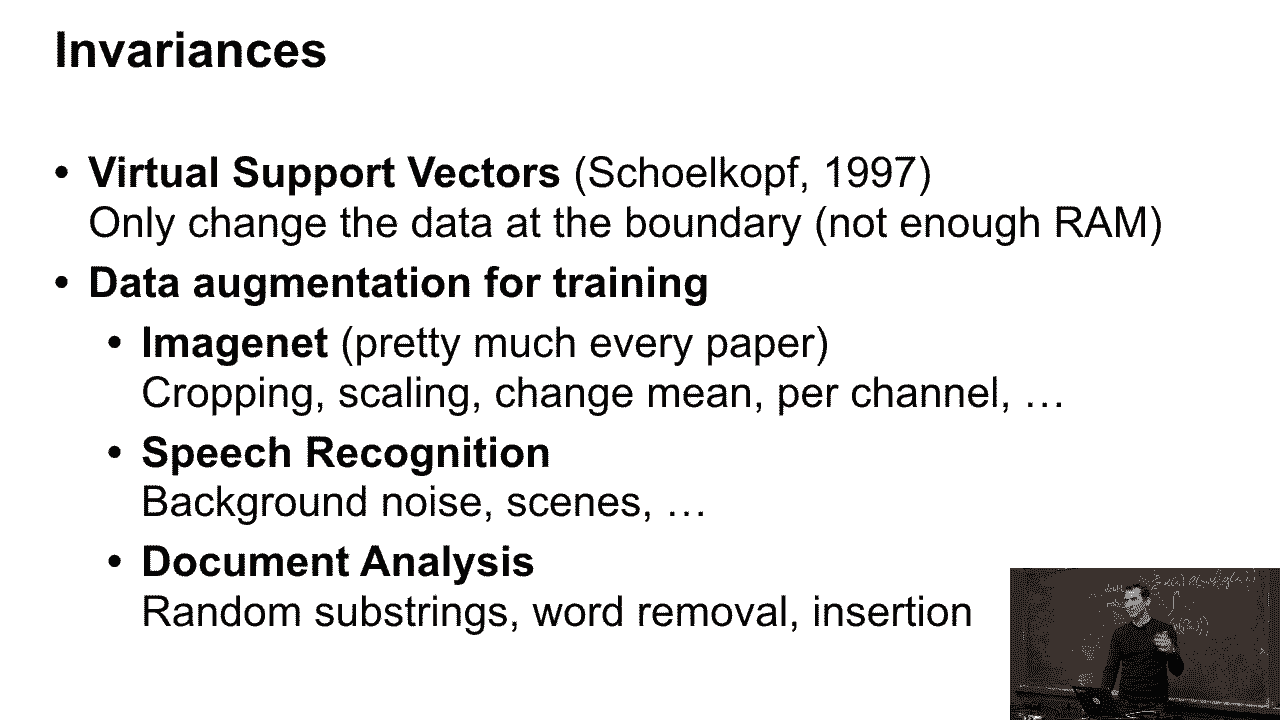 Invariances
• Virtual Support Vectors (Schoelkopf, 1997)
Only change the data at the boundary (not enough RAM)
• Data augmentation for training
• Imagenet (pretty much every paper)
Cropping, scaling, change mean, per channel, …
• Speech Recognition
Background noise, scenes, …
• Document Analysis
Random substrings, word removal, insertion